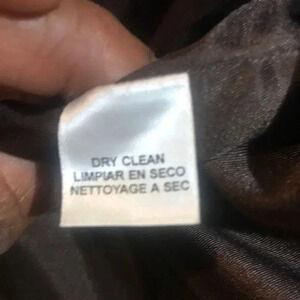 DRY CLEAN
LIMPIAR EN SECO
NETTOYAGE A SEC